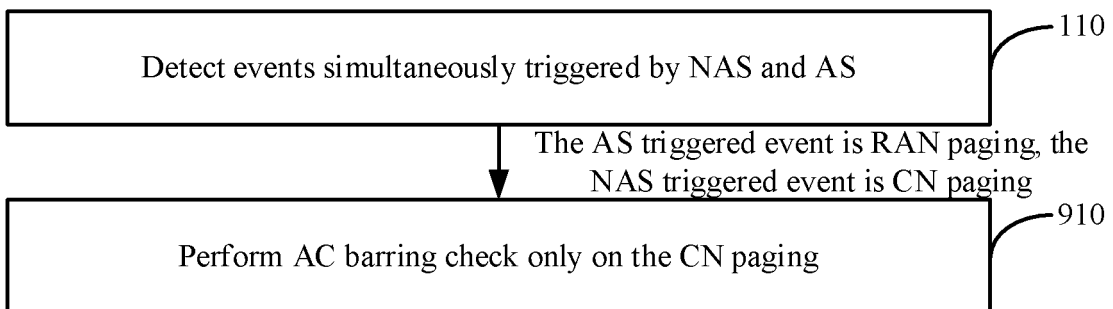 110
Detect events simultaneously triggered by NAS and AS
The AS triggered event is RAN paging, the
NAS triggered event is CN paging
910
Perform AC barring check only on the CN paging